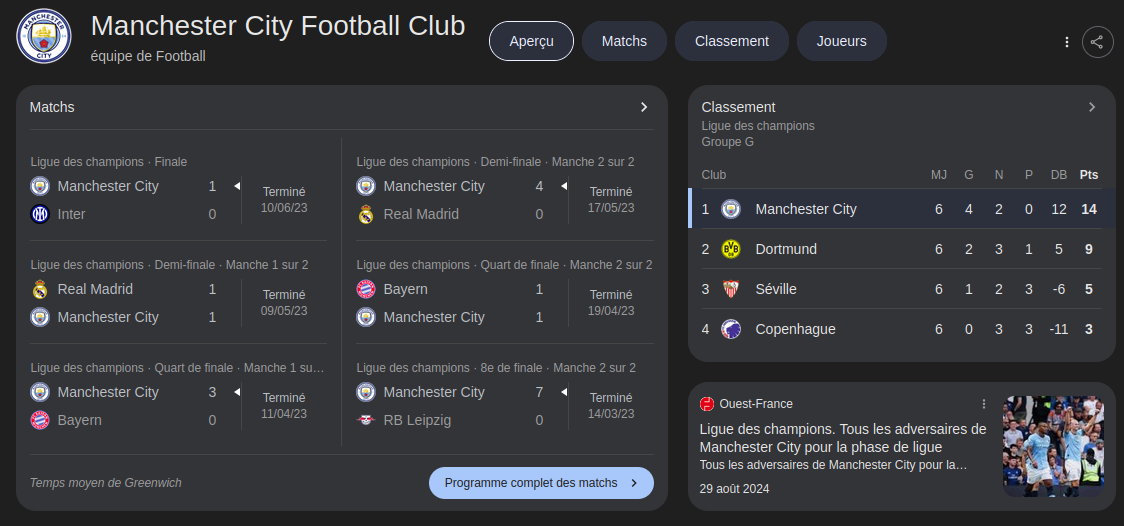 Manchester City Football Club
équipe de Football
Aperçu
Matchs
Classement
Joueurs
Matchs
Ligue des champions · Finale
Manchester City 1
Inter 0
Terminé
10/06/23
Ligue des champions · Demi-finale · Manche 2 sur 2
Manchester City 4
Real Madrid 0
Terminé
17/05/23
Ligue des champions · Demi-finale · Manche 1 sur 2
Real Madrid 1
Manchester City 1
Terminé
09/05/23
Ligue des champions · Quart de finale · Manche 2 sur 2
Bayern 1
Manchester City 1
Terminé
19/04/23
Ligue des champions · Quart de finale · Manche 1 su…
Manchester City 3
Bayern 0
Terminé
11/04/23
Ligue des champions · 8e de finale · Manche 2 sur 2
Manchester City 7
RB Leipzig 0
Terminé
14/03/23
Temps moyen de Greenwich
Programme complet des matchs
Classement
Ligue des champions
Groupe G
Club MJ G N P DB Pts
1 Manchester City 6 4 2 0 12 14
2 Dortmund 6 2 3 1 5 9
3 Séville 6 1 2 3 -6 5
4 Copenhague 6 0 3 3 -11 3
Ouest-France
Ligue des champions. Tous les adversaires de
Manchester City pour la phase de ligue
Tous les adversaires de Manchester City pour la…
29 août 2024